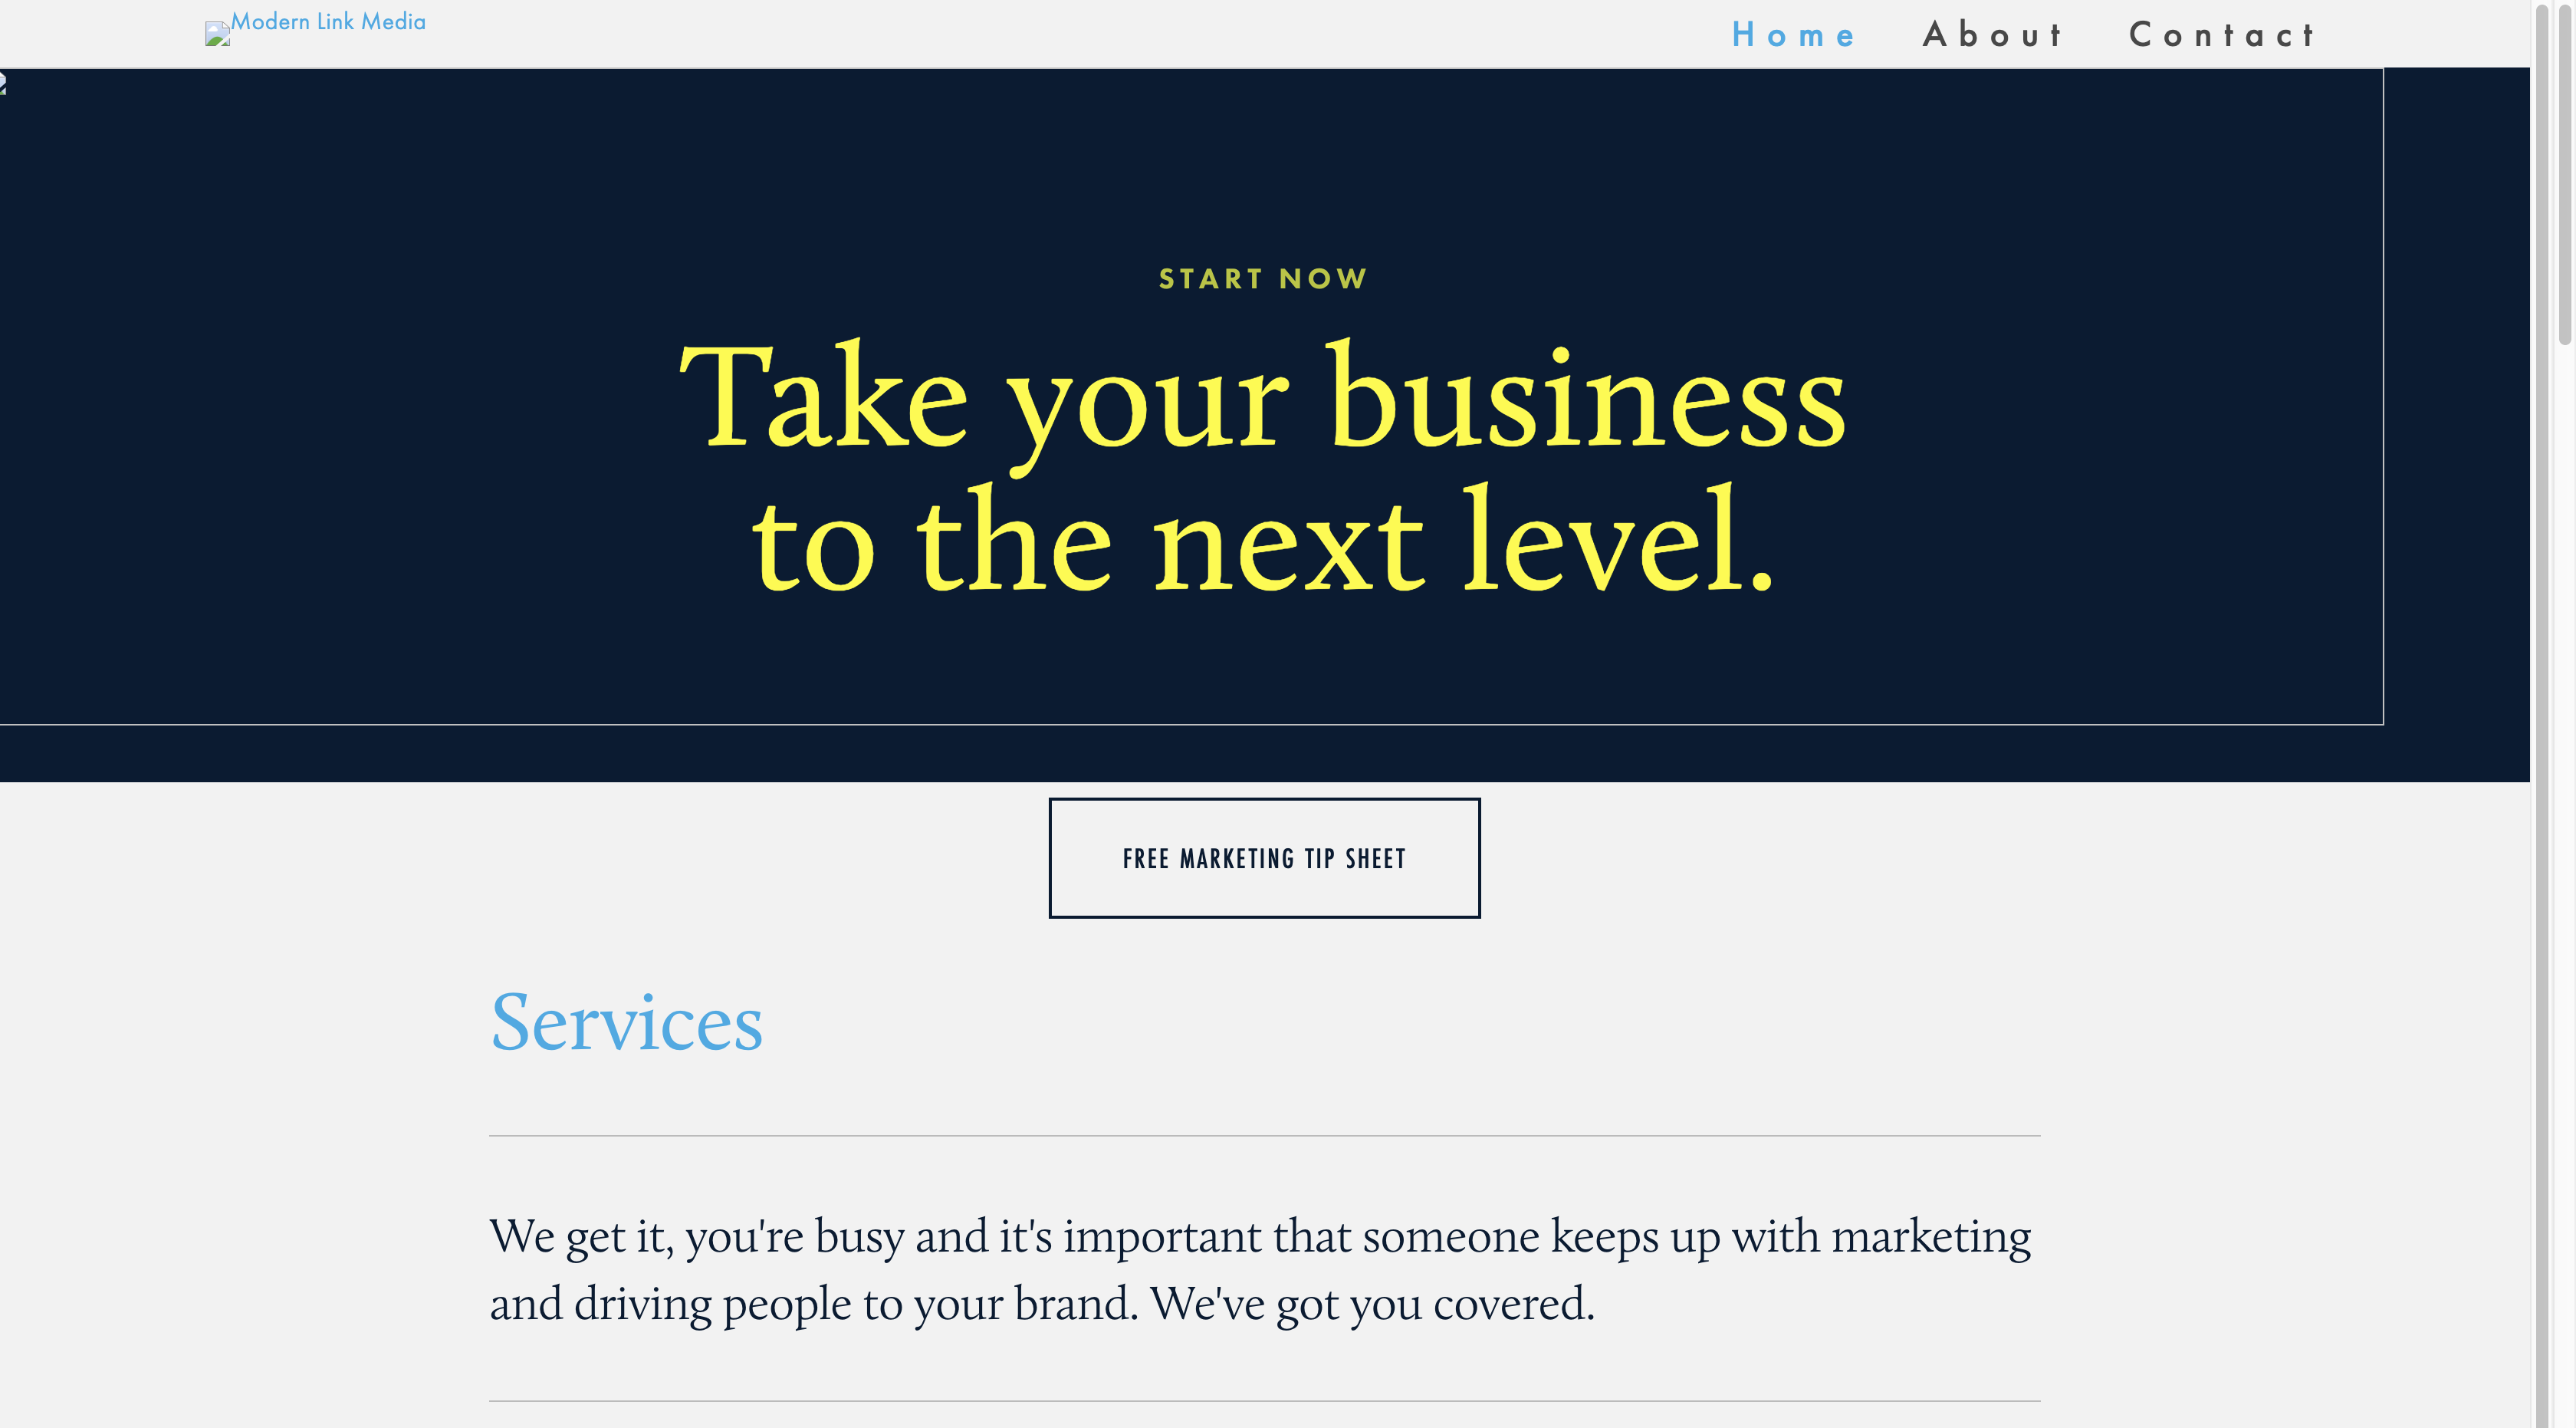 Modern Link Media
Home About Contact
START NOW
Take your business
to the next level.
FREE MARKETING TIP SHEET
Services
We get it, you're busy and it's important that someone keeps up with marketing
and driving people to your brand. We've got you covered.